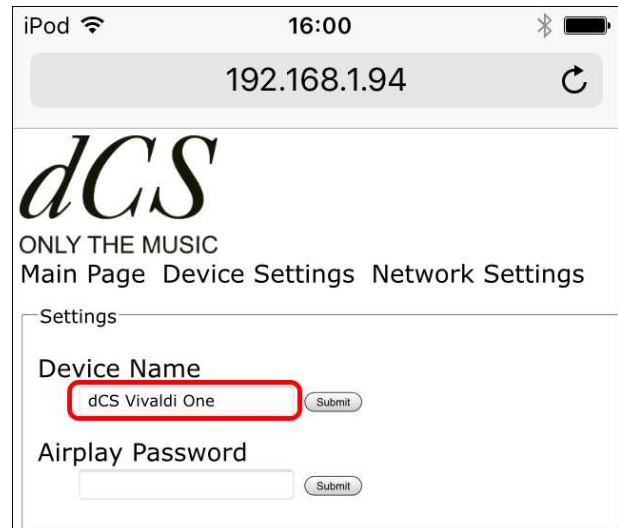 iPod 16:00
192.168.1.94
dCS
ONLY THE MUSIC
Main Page Device Settings Network Settings
Settings
Device Name
dCS Vivaldi One Submit
Airplay Password
Submit